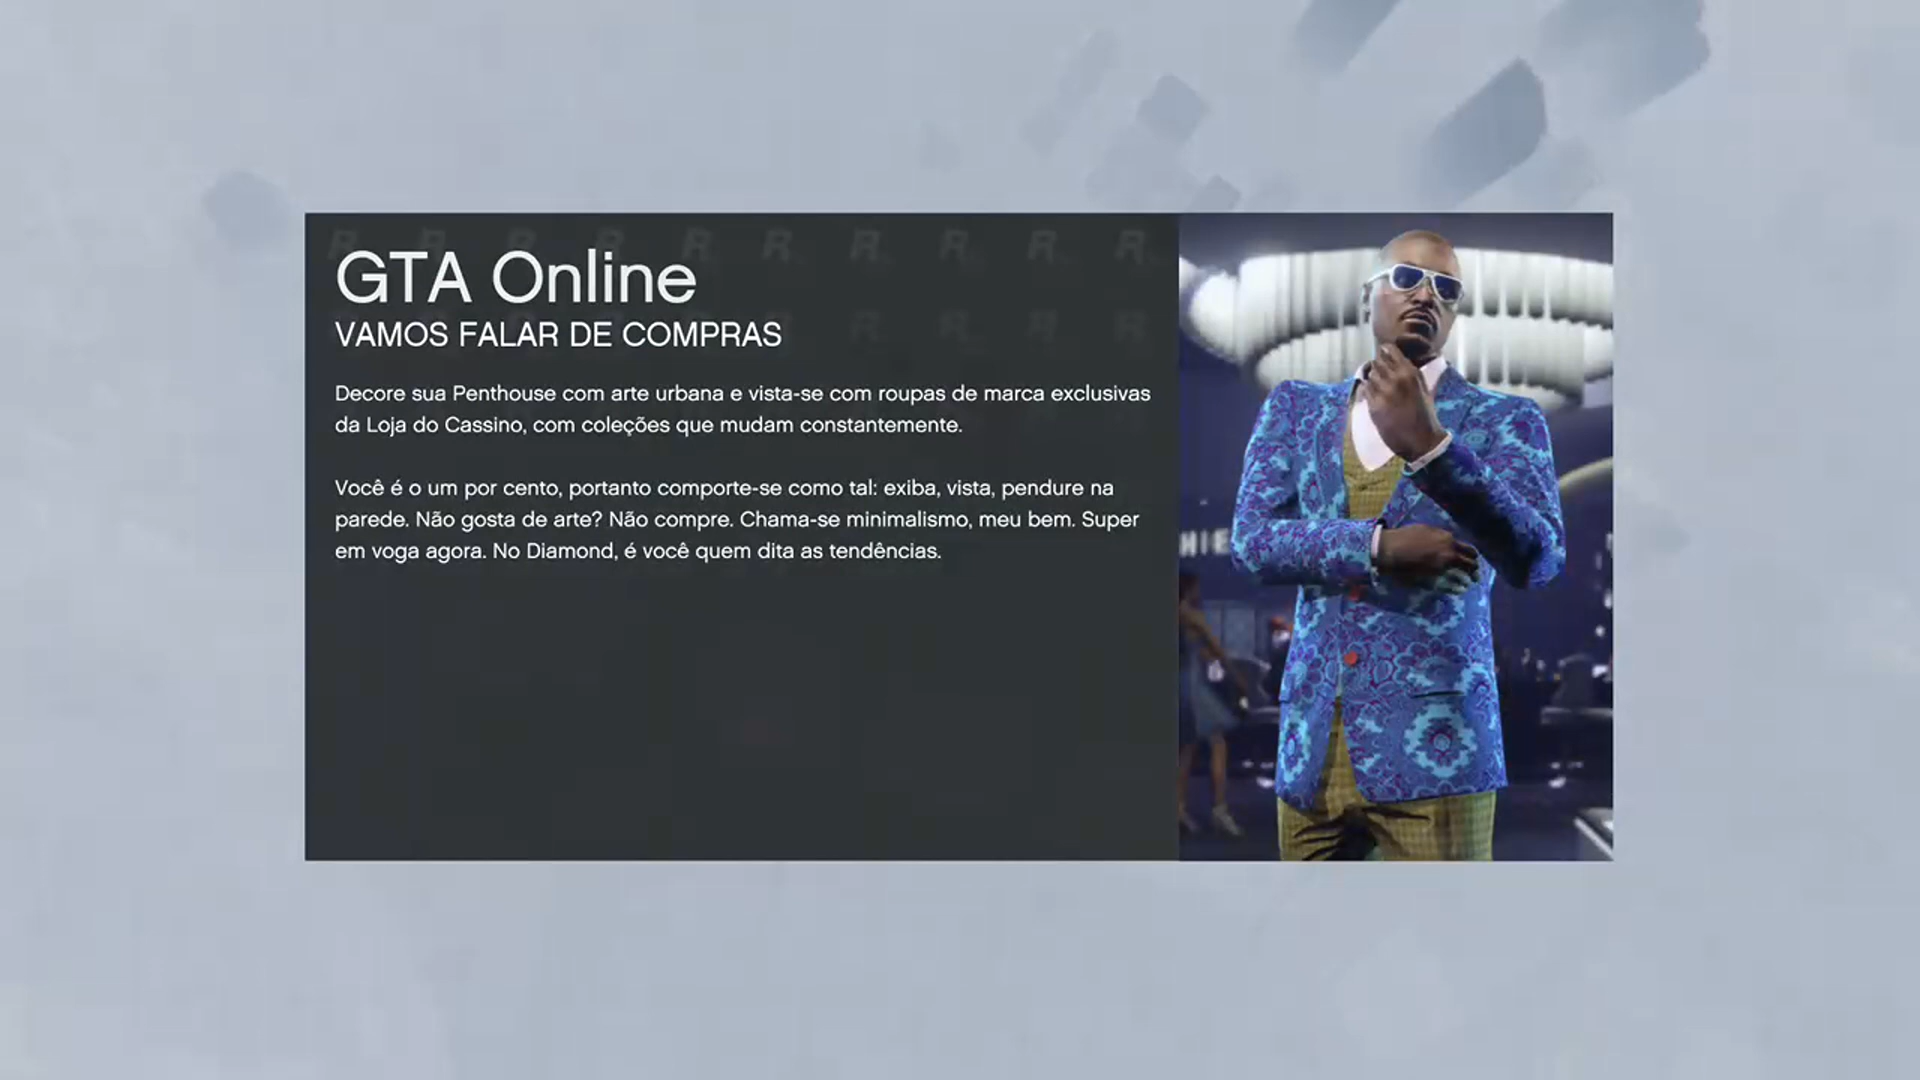 GTA Online
VAMOS FALAR DE COMPRAS
Decore sua Penthouse com arte urbana e vista-se com roupas de marca exclusivas
da Loja do Cassino, com coleções que mudam constantemente.
Você é o um por cento, portanto comporte-se como tal: exiba, vista, pendure na
parede. Não gosta de arte? Não compre. Chama-se minimalismo, meu bem. Super
em voga agora. No Diamond, é você quem dita as tendências.